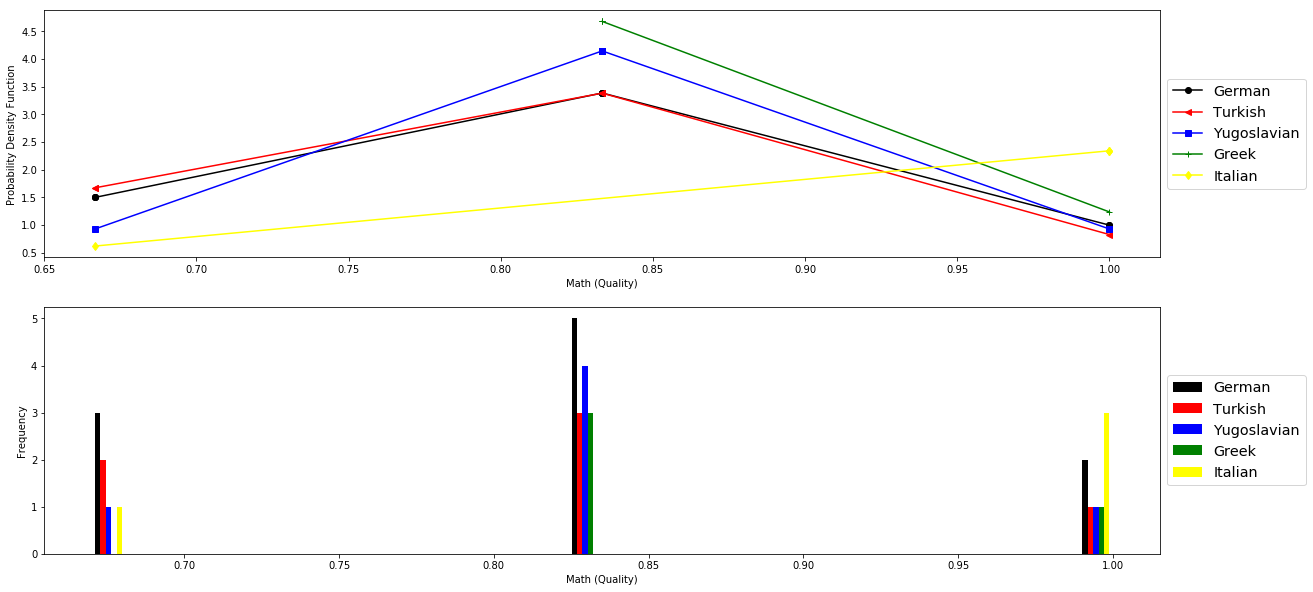 4.5
4.0
3.5
3.0
2.5
2.0
1.5
1.0
0.5
Probability Density Function
0.65 0.70 0.75 0.80 0.85 0.90 0.95 1.00
Math (Quality)
German
Turkish
Yugoslavian
Greek
Italian
5
4
3
2
1
0
Frequency
0.70 0.75 0.80 0.85 0.90 0.95 1.00
Math (Quality)
German
Turkish
Yugoslavian
Greek
Italian